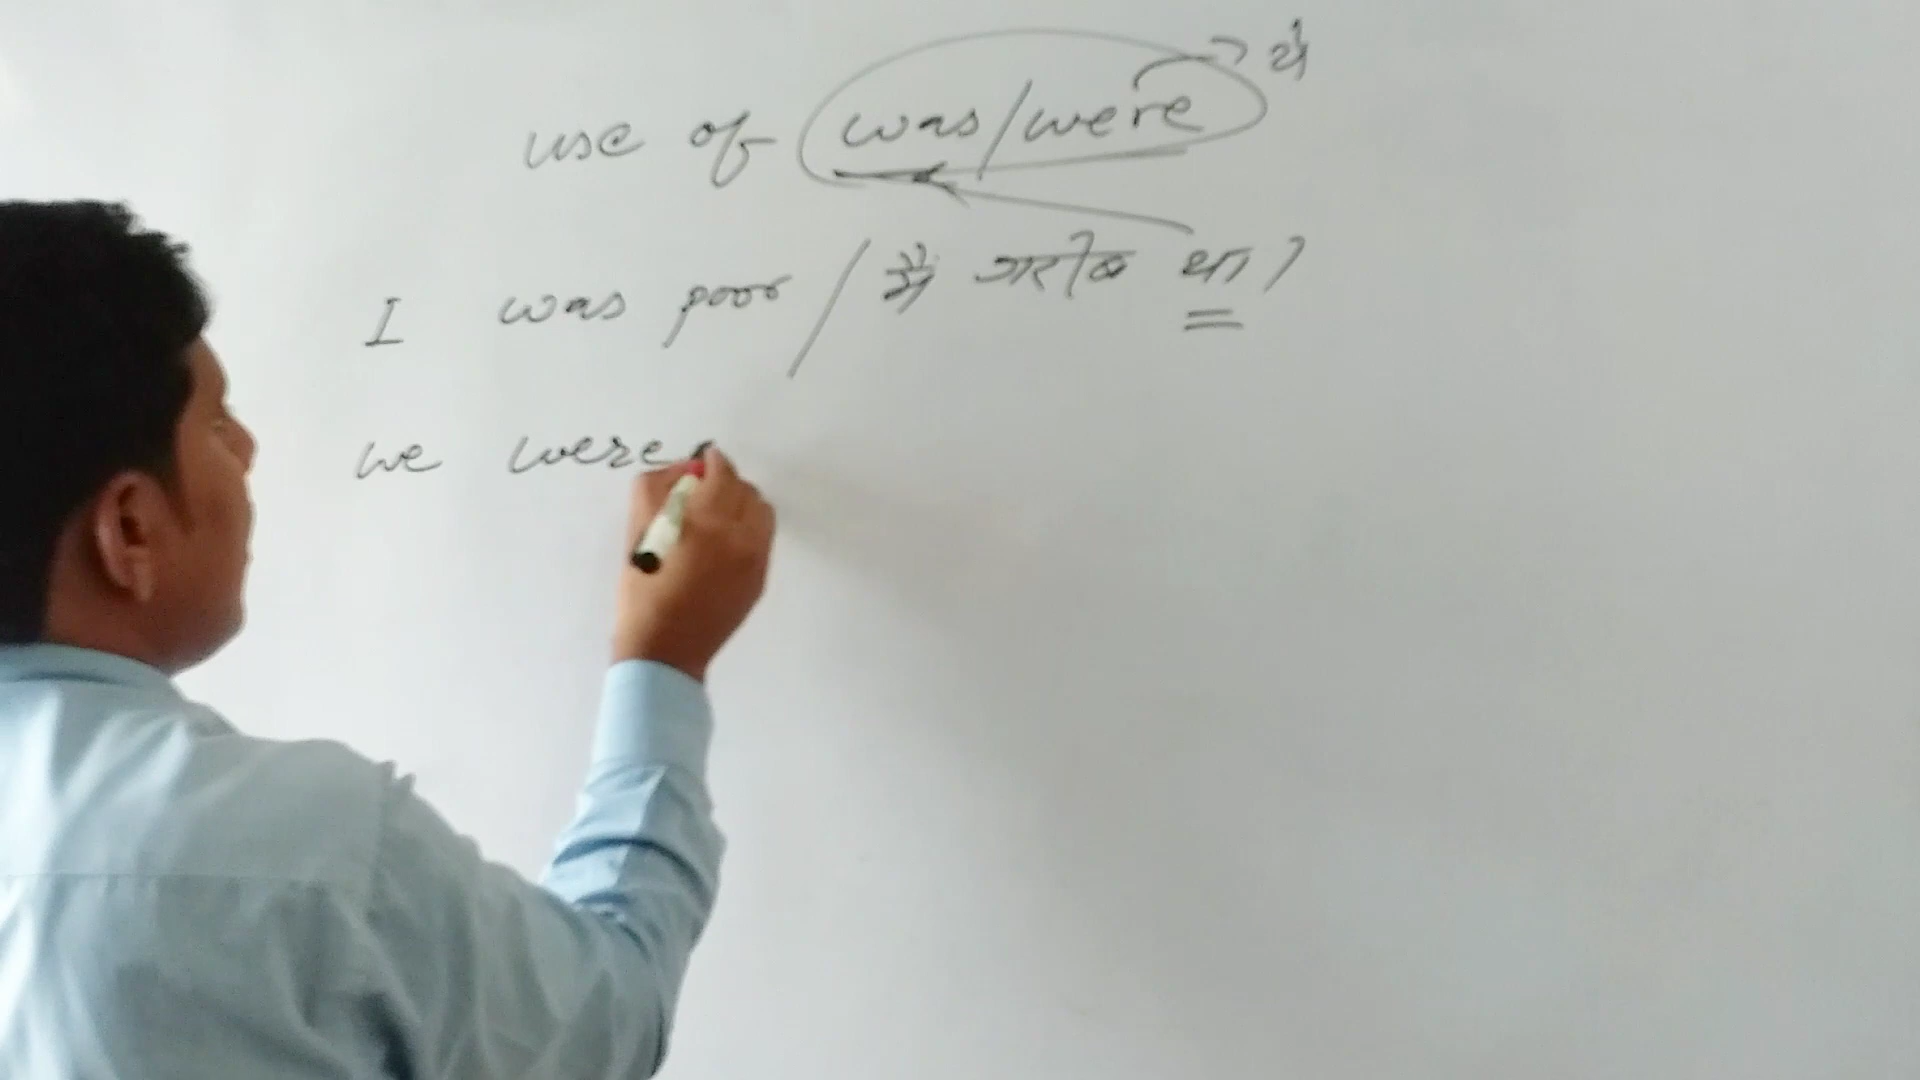 use of was/were → थे
I was poor / मैं गरीब था ?
we were